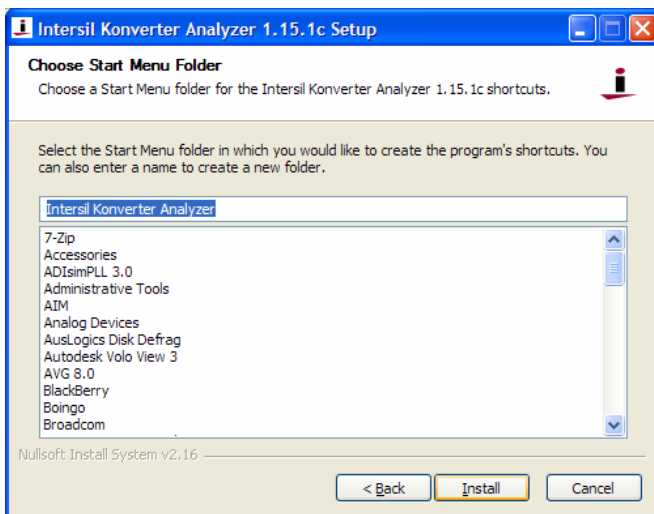 Intersil Konverter Analyzer 1.15.1c Setup
Choose Start Menu Folder
Choose a Start Menu folder for the Intersil Konverter Analyzer 1.15.1c shortcuts.
Select the Start Menu folder in which you would like to create the program's shortcuts. You
can also enter a name to create a new folder.
Intersil Konverter Analyzer
7-Zip
Accessories
ADIsimPLL 3.0
Administrative Tools
AIM
Analog Devices
AusLogics Disk Defrag
Autodesk Volo View 3
AVG 8.0
BlackBerry
Boingo
Broadcom
Nullsoft Install System v2.16
< Back Install Cancel